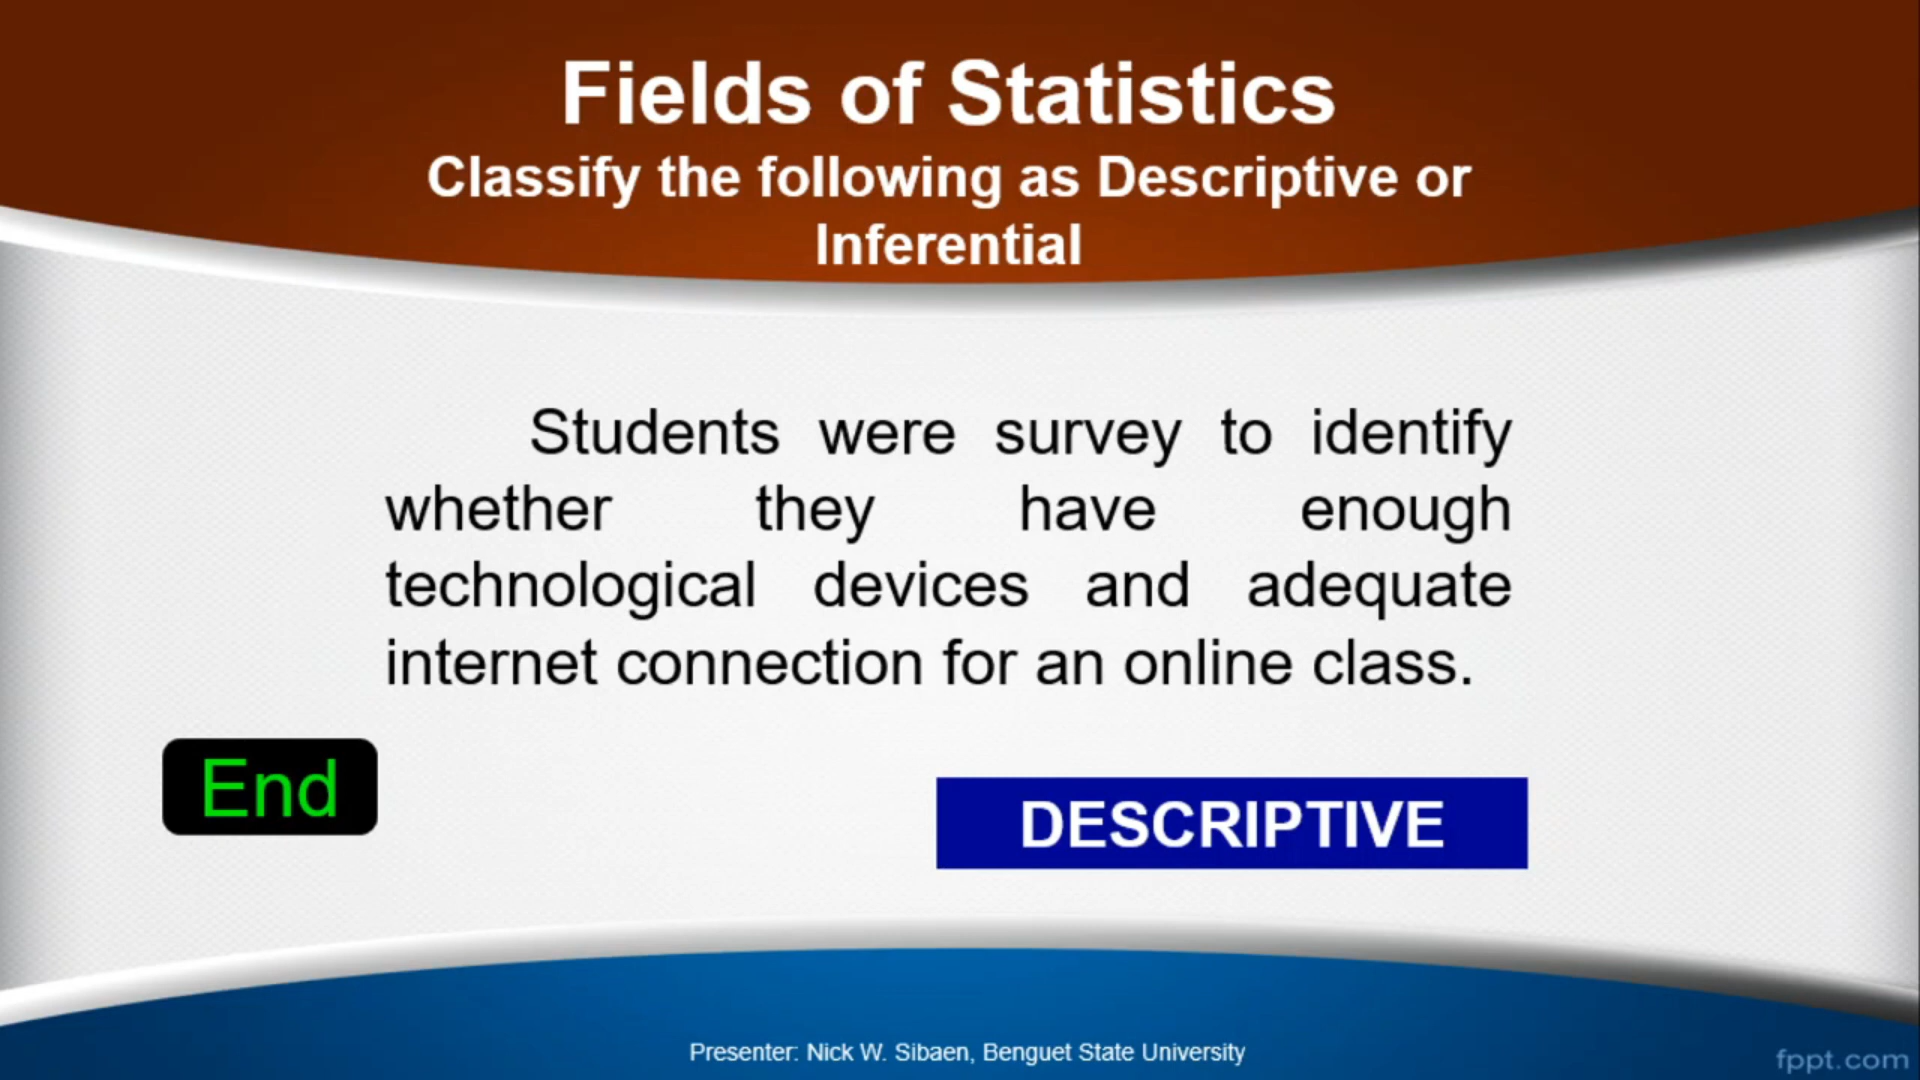 Fields of Statistics
Classify the following as Descriptive or
Inferential
Students were survey to identify
whether they have enough
technological devices and adequate
internet connection for an online class.
End
DESCRIPTIVE
Presenter: Nick W. Sibaen, Benguet State University
fppt.com